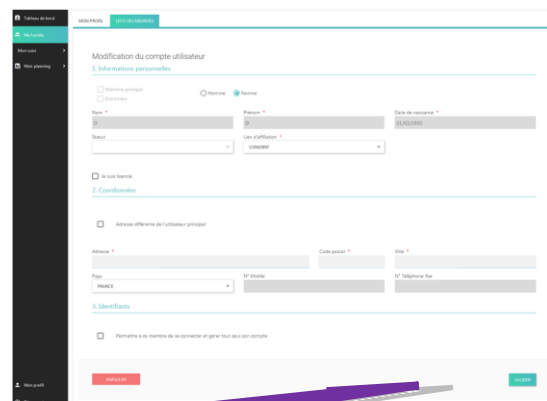 Tableau de bord
MON PROFIL LISTE DES MEMBRES
Ma famille
Mon suivi
Mon planning
Modification du compte utilisateur
1. Informations personnelles
Membre principal
Entraineur
Homme Femme
Nom * Prénom * Date de naissance *
D D
Statut Lien d'affiliation *
CONJOINT
Je suis licencié
2. Coordonnées
Adresse différente de l'utilisateur principal
Adresse * Code postal * Ville *
Pays N° Mobile N° Téléphone fixe
FRANCE
3. Identifiants
Permettre à ce membre de se connecter et gérer tout seul son compte
ANNULER VALIDER
Mon profil